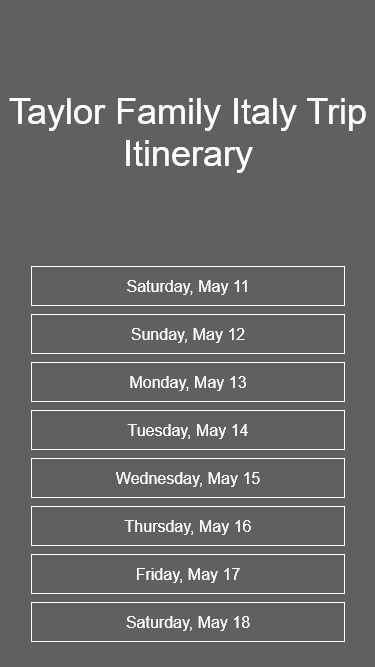 Taylor Family Italy Trip
Itinerary
Saturday, May 11
Sunday, May 12
Monday, May 13
Tuesday, May 14
Wednesday, May 15
Thursday, May 16
Friday, May 17
Saturday, May 18